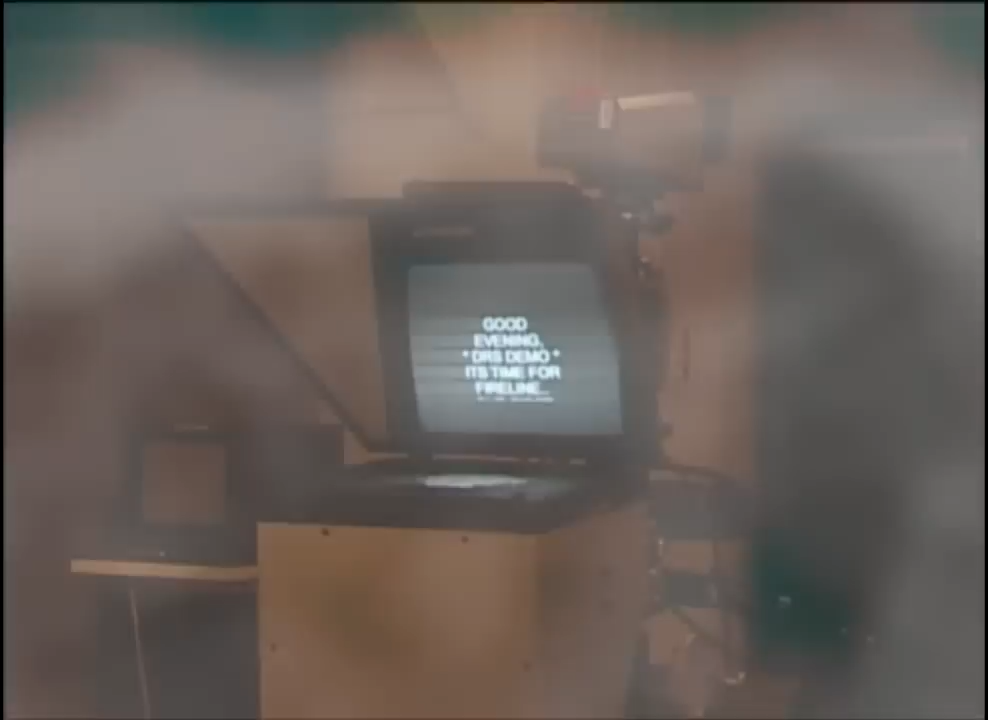 GOOD
EVENING,
* DRS DEMO *
ITS TIME FOR
FIRELINE...